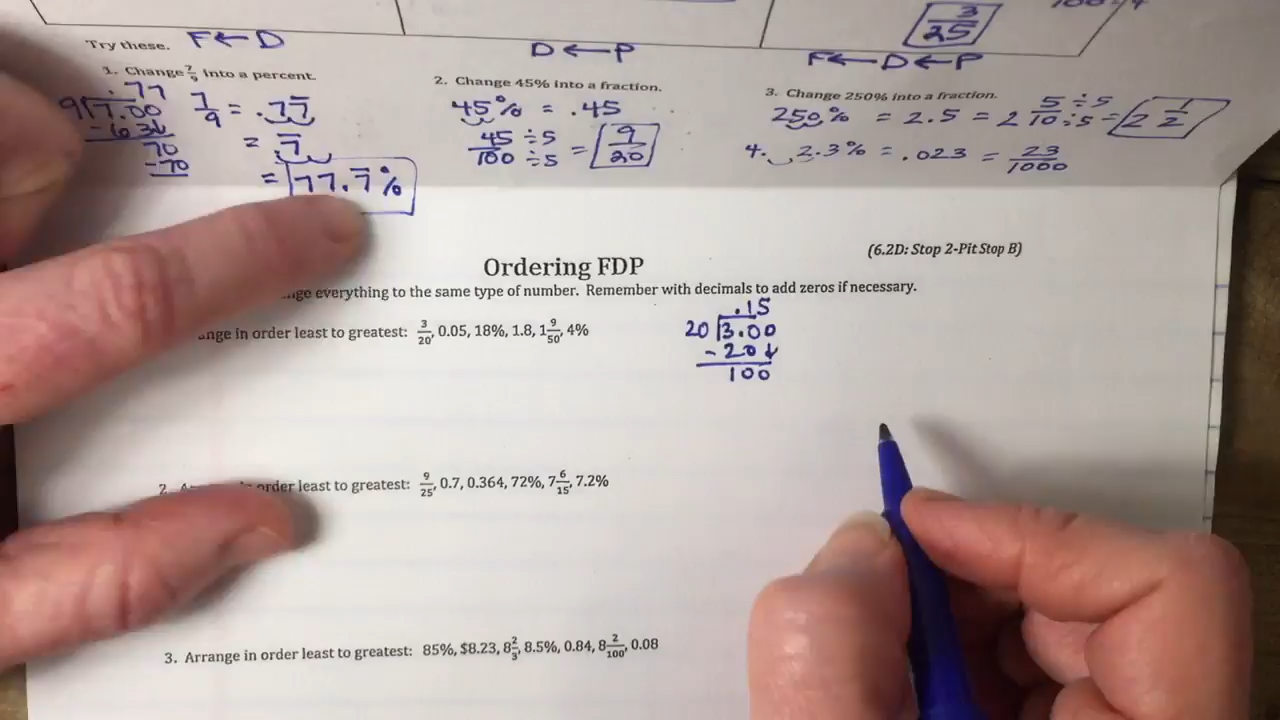 3/25
Try these. F←D
D←P
F←D←P
1. Change 7/9 into a percent.
.77
9 7.00
-63↓
70
-70
7/9 = .77
= .7̅
= 77.7̅%
2. Change 45% into a fraction.
45% = .45
45/100 ÷5/÷5 = 9/20
3. Change 250% into a fraction.
250% = 2.5 = 2 5/10 ÷5/÷5 = 2 1/2
4. 2.3% = .023 = 23/1000
(6.2D: Stop 2-Pit Stop B)
Ordering FDP
everything to the same type of number. Remember with decimals to add zeros if necessary.
in order least to greatest: 3/20, 0.05, 18%, 1.8, 1 9/50, 4%
.15
20 3.00
-20↓
100
2. order least to greatest: 9/25, 0.7, 0.364, 72%, 7 6/15, 7.2%
3. Arrange in order least to greatest: 85%, $8.23, 8 2/3, 8.5%, 0.84, 8 2/100, 0.08